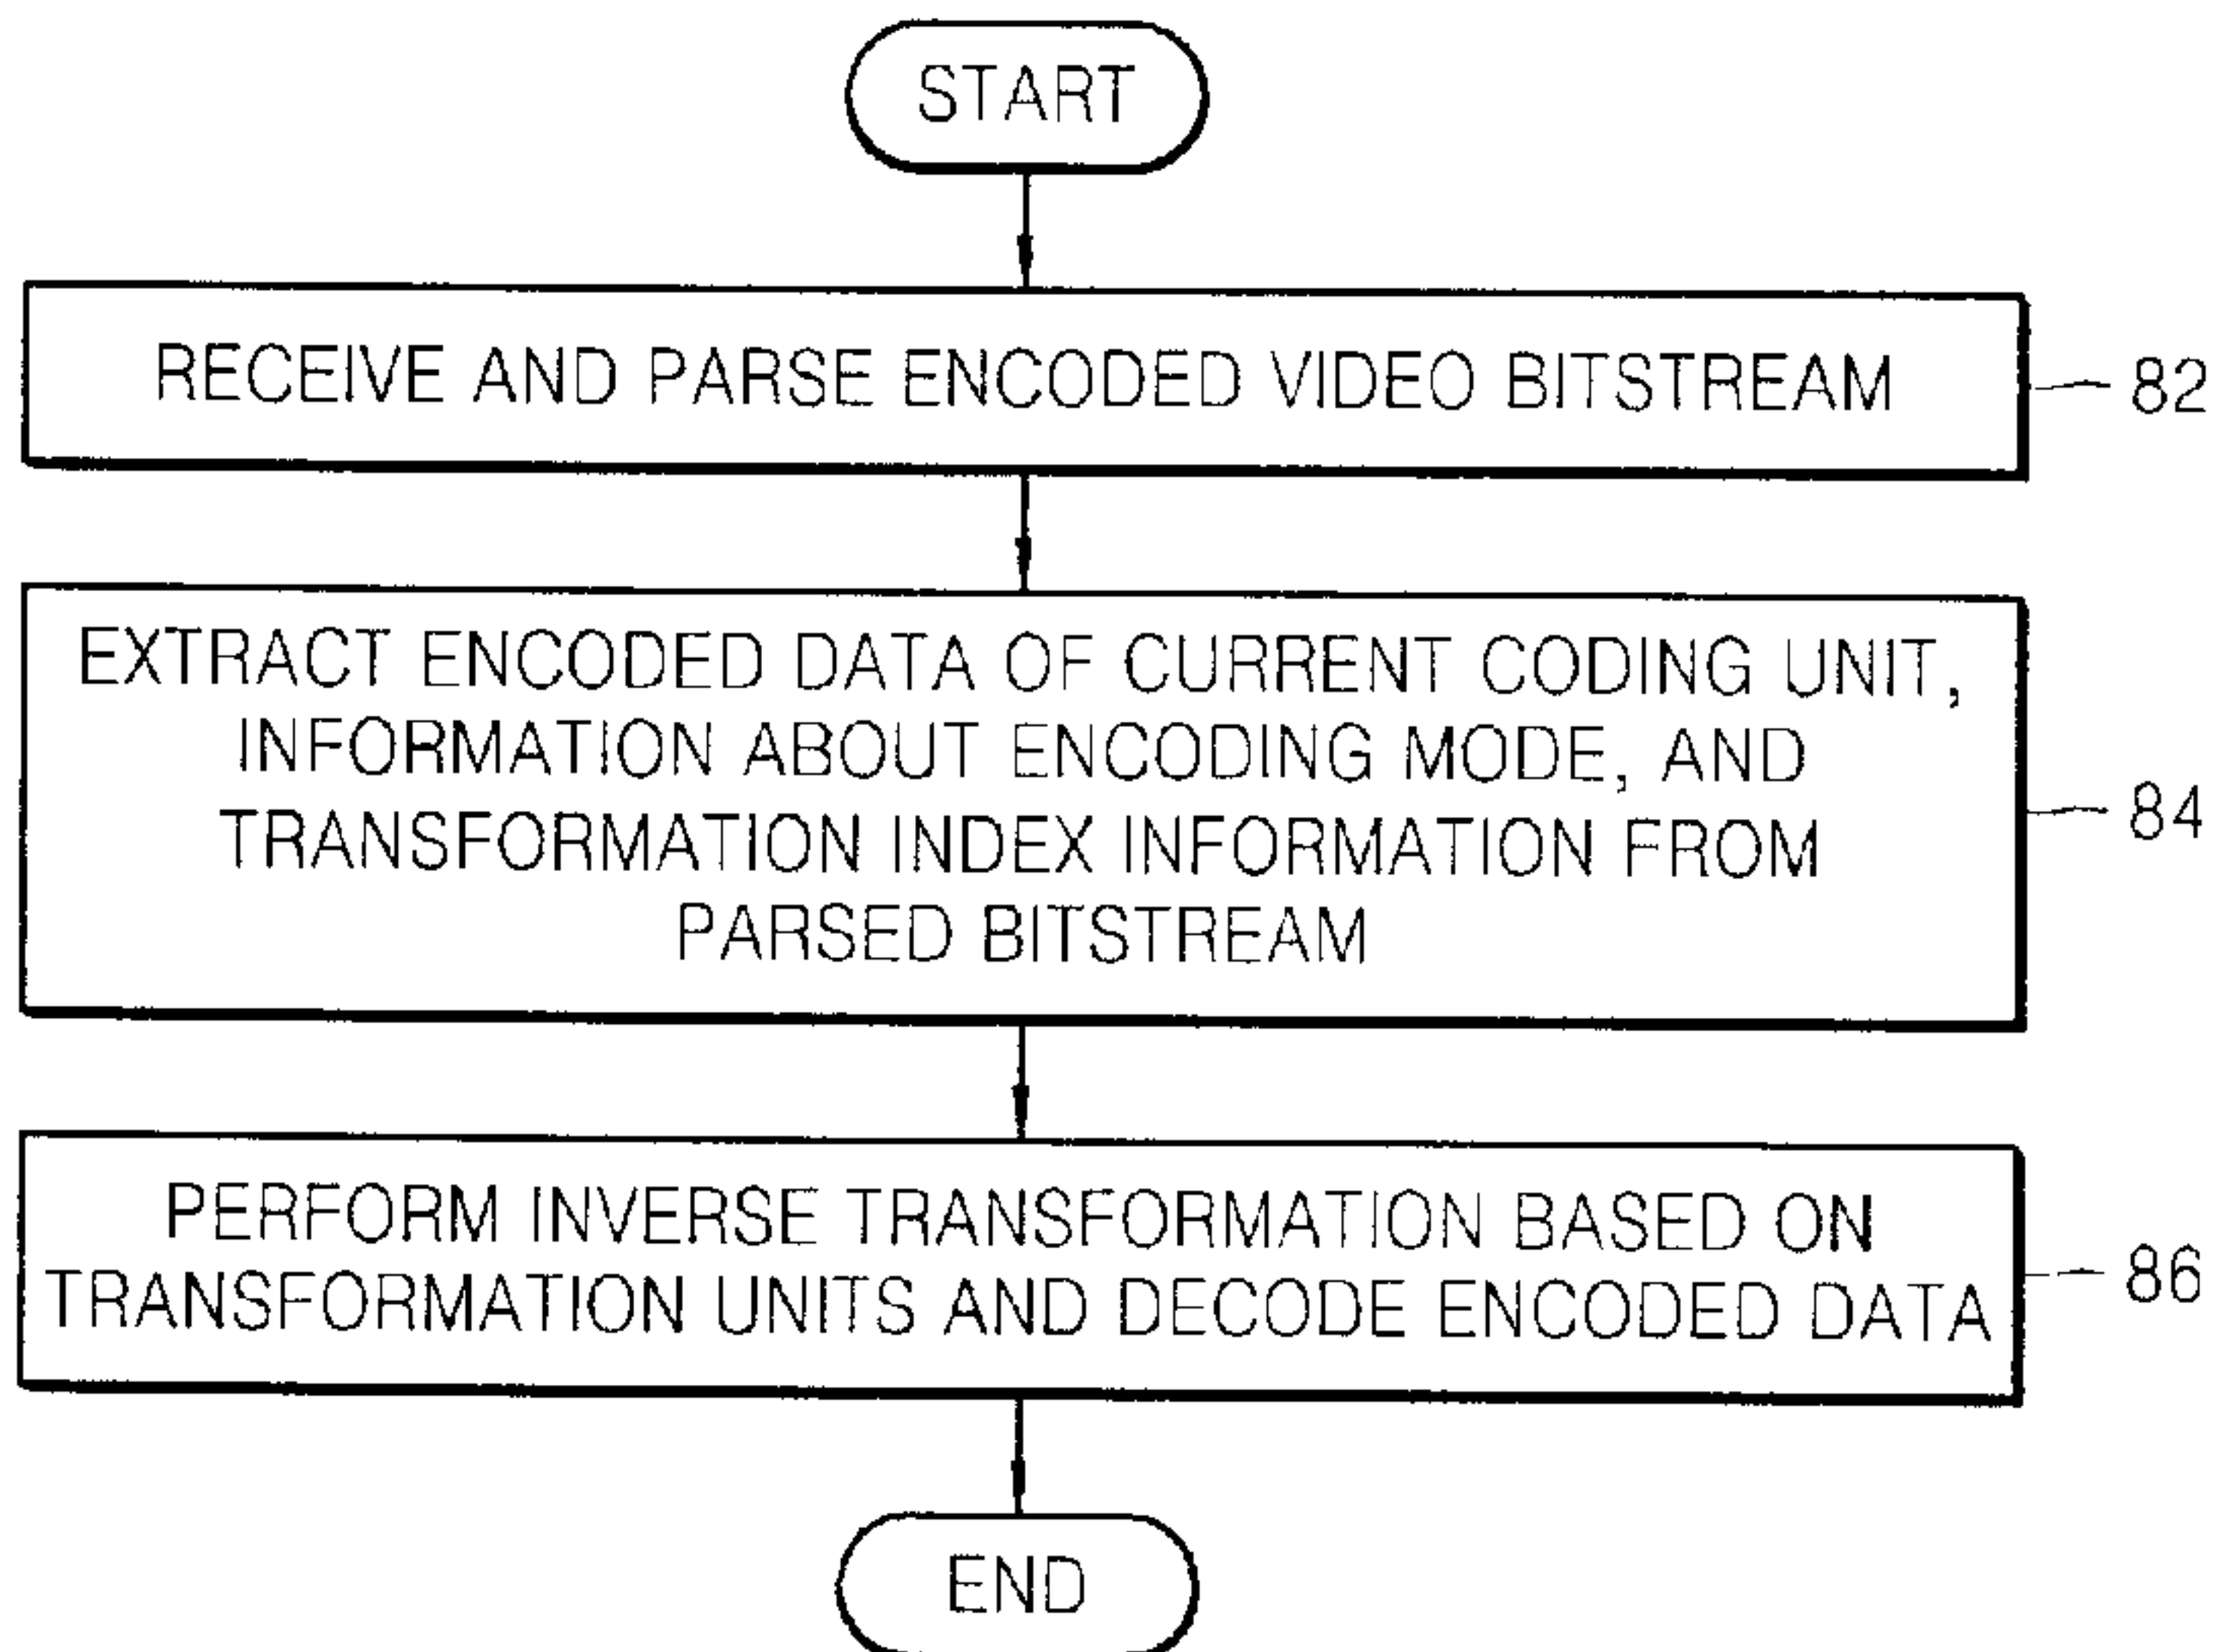 START
RECEIVE AND PARSE ENCODED VIDEO BITSTREAM
82
EXTRACT ENCODED DATA OF CURRENT CODING UNIT,
INFORMATION ABOUT ENCODING MODE, AND
TRANSFORMATION INDEX INFORMATION FROM
PARSED BITSTREAM
84
PERFORM INVERSE TRANSFORMATION BASED ON
TRANSFORMATION UNITS AND DECODE ENCODED DATA
86
END